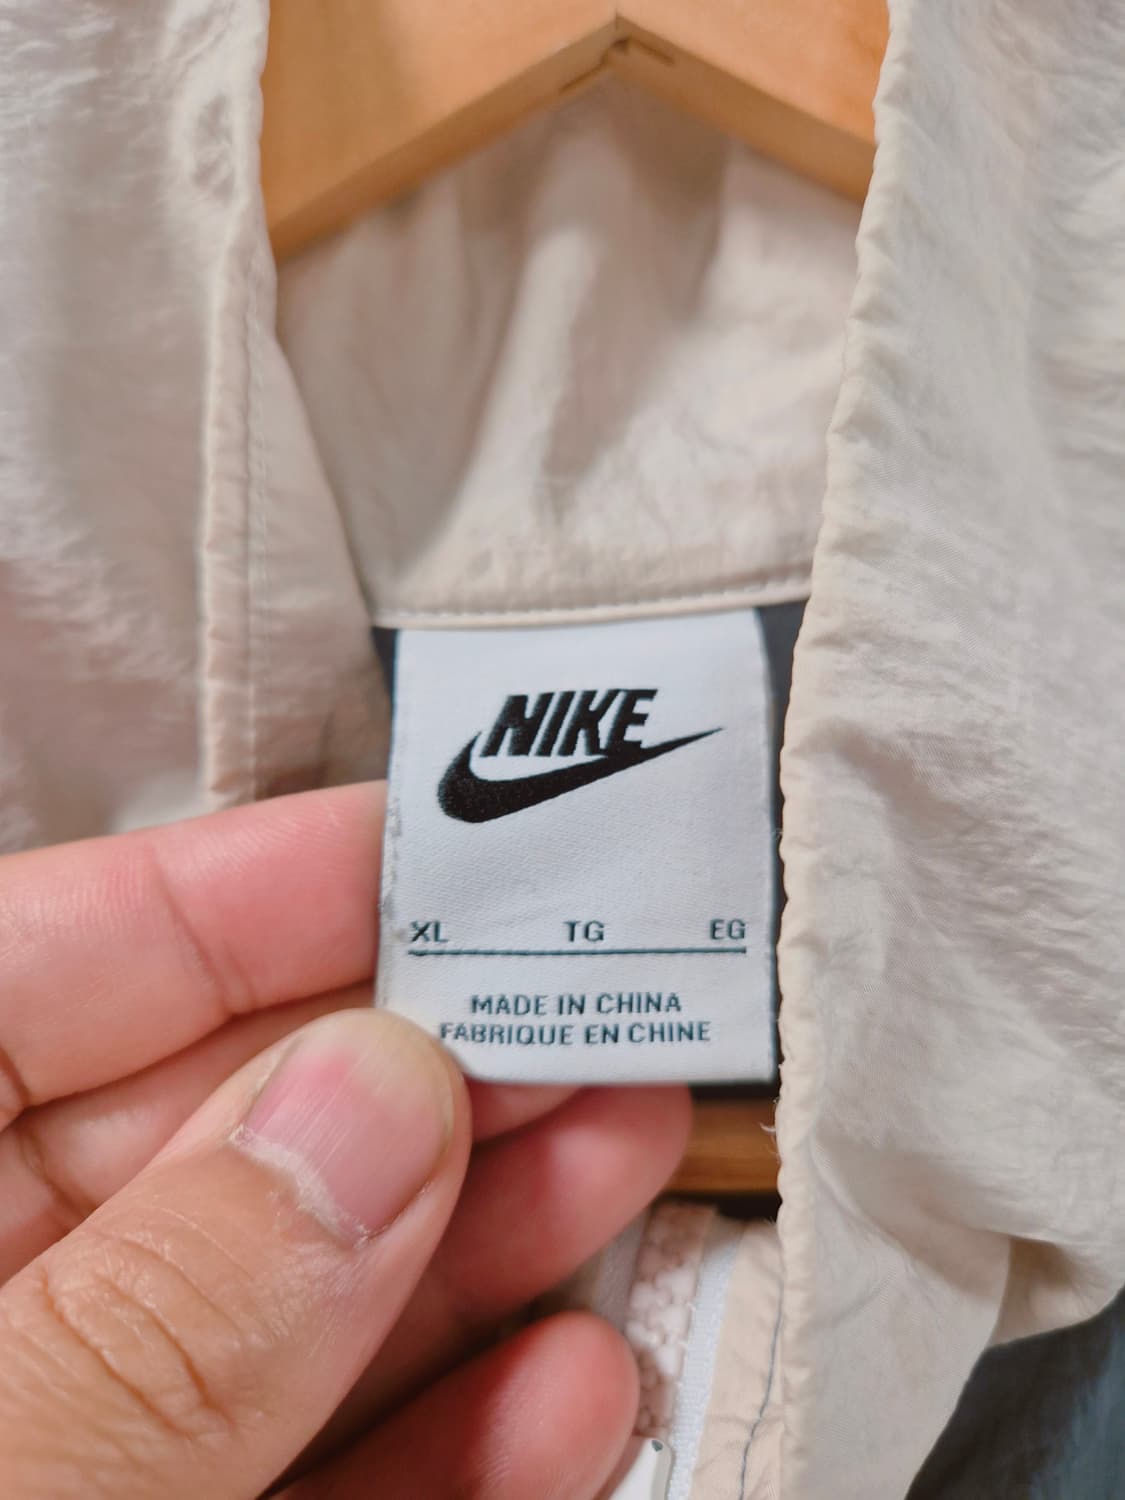 NIKE
XL TG EG
MADE IN CHINA
FABRIQUE EN CHINE